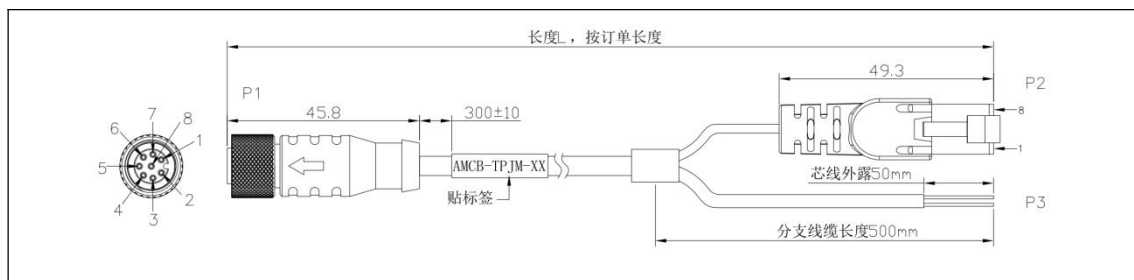 长度L，按订单长度
49.3
P1
P2
45.8
300±10
7
8
6
1
5
4
2
3
AMCB-TPJM-XX
贴标签
8
1
芯线外露50mm
P3
分支线缆长度500mm